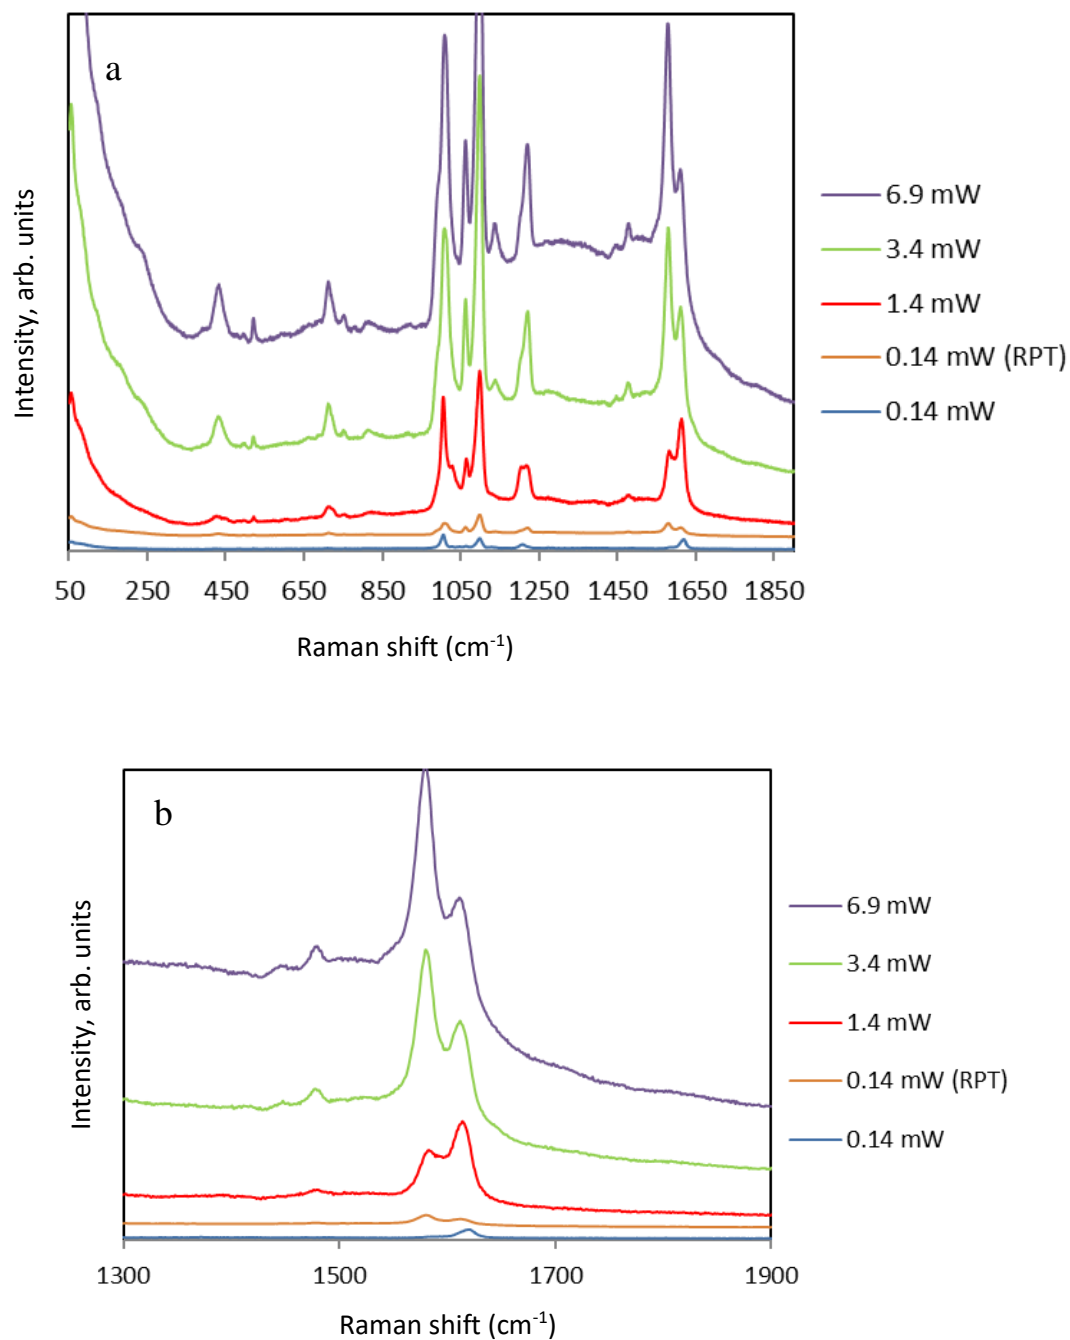 a
Intensity, arb. units
6.9 mW
3.4 mW
1.4 mW
0.14 mW (RPT)
0.14 mW
50 250 450 650 850 1050 1250 1450 1650 1850
Raman shift (cm-1)
b
Intensity, arb. units
6.9 mW
3.4 mW
1.4 mW
0.14 mW (RPT)
0.14 mW
1300 1500 1700 1900
Raman shift (cm-1)